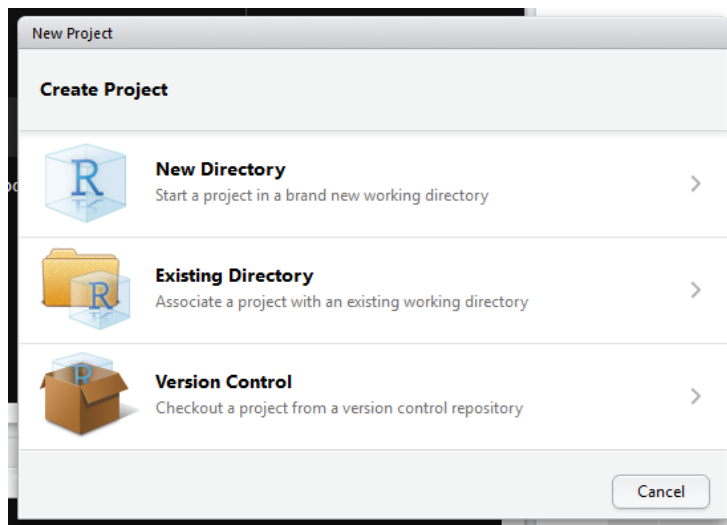 New Project
Create Project
R
New Directory
Start a project in a brand new working directory
R
Existing Directory
Associate a project with an existing working directory
R
Version Control
Checkout a project from a version control repository
Cancel